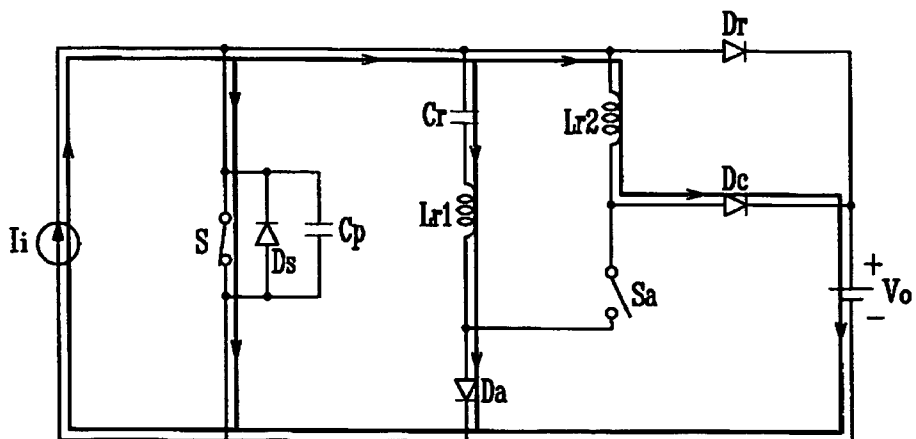 Dr
Cr
Lr2
Dc
Lr1
Ii
S
Ds
Cp
Sa
+
Vo
-
Da